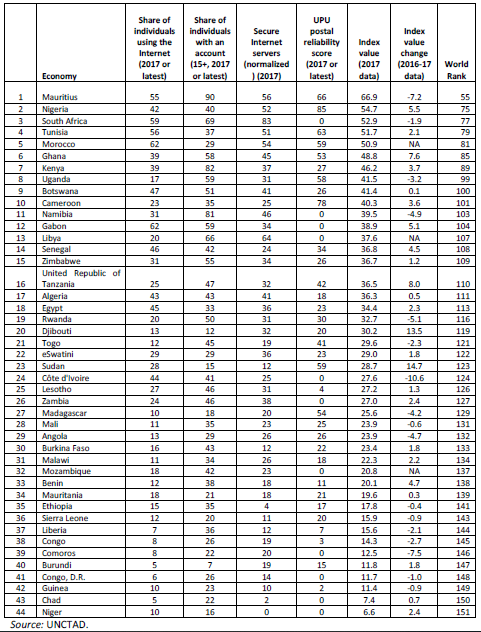 Economy Share of individuals using the Internet (2017 or latest) Share of individuals with an account (15+, 2017 or latest) Secure Internet servers (normalized ) (2017) UPU postal reliability score (2017 or latest) Index value (2017 data) Index value change (2016-17 data) World Rank
1 Mauritius 55 90 56 66 66.9 -7.2 55
2 Nigeria 42 40 52 85 54.7 5.5 75
3 South Africa 59 69 83 0 52.9 -1.9 77
4 Tunisia 56 37 51 63 51.7 2.1 79
5 Morocco 62 29 54 59 50.9 NA 81
6 Ghana 39 58 45 53 48.8 7.6 85
7 Kenya 39 82 37 27 46.2 3.7 89
8 Uganda 17 59 31 58 41.5 -3.2 99
9 Botswana 47 51 41 26 41.4 0.1 100
10 Cameroon 23 35 25 78 40.3 3.6 101
11 Namibia 31 81 46 0 39.5 -4.9 103
12 Gabon 62 59 34 0 38.9 5.1 104
13 Libya 20 66 64 0 37.6 NA 107
14 Senegal 46 42 24 34 36.8 4.5 108
15 Zimbabwe 31 55 34 26 36.7 1.2 109
16 United Republic of Tanzania 25 47 32 42 36.5 8.0 110
17 Algeria 43 43 41 18 36.3 0.5 111
18 Egypt 45 33 36 23 34.4 2.3 113
19 Rwanda 20 50 31 30 32.7 -5.1 116
20 Djibouti 13 12 32 20 30.2 13.5 119
21 Togo 12 45 19 41 29.6 -2.3 121
22 eSwatini 29 29 36 23 29.0 1.8 122
23 Sudan 28 15 12 59 28.7 14.7 123
24 Côte d'Ivoire 44 41 25 0 27.6 -10.6 124
25 Lesotho 27 46 31 4 27.2 1.3 126
26 Zambia 24 46 38 0 27.0 2.4 127
27 Madagascar 10 18 20 54 25.6 -4.2 129
28 Mali 11 35 23 25 23.9 -0.6 131
29 Angola 13 29 26 26 23.9 -4.7 132
30 Burkina Faso 16 43 12 22 23.4 1.8 133
31 Malawi 11 34 26 18 22.3 2.2 134
32 Mozambique 18 42 23 0 20.8 NA 137
33 Benin 12 38 18 11 20.1 4.7 138
34 Mauritania 18 21 18 21 19.6 0.3 139
35 Ethiopia 15 35 4 17 17.8 -0.4 141
36 Sierra Leone 12 20 11 20 15.9 -0.9 143
37 Liberia 7 36 12 7 15.6 -2.1 144
38 Congo 8 26 19 3 14.3 -2.7 145
39 Comoros 8 22 20 0 12.5 -7.5 146
40 Burundi 5 7 19 15 11.8 1.8 147
41 Congo, D.R. 6 26 14 0 11.7 -1.0 148
42 Guinea 10 23 10 2 11.4 -0.9 149
43 Chad 5 22 2 0 7.4 0.7 150
44 Niger 10 16 0 0 6.6 2.4 151
Source: UNCTAD.